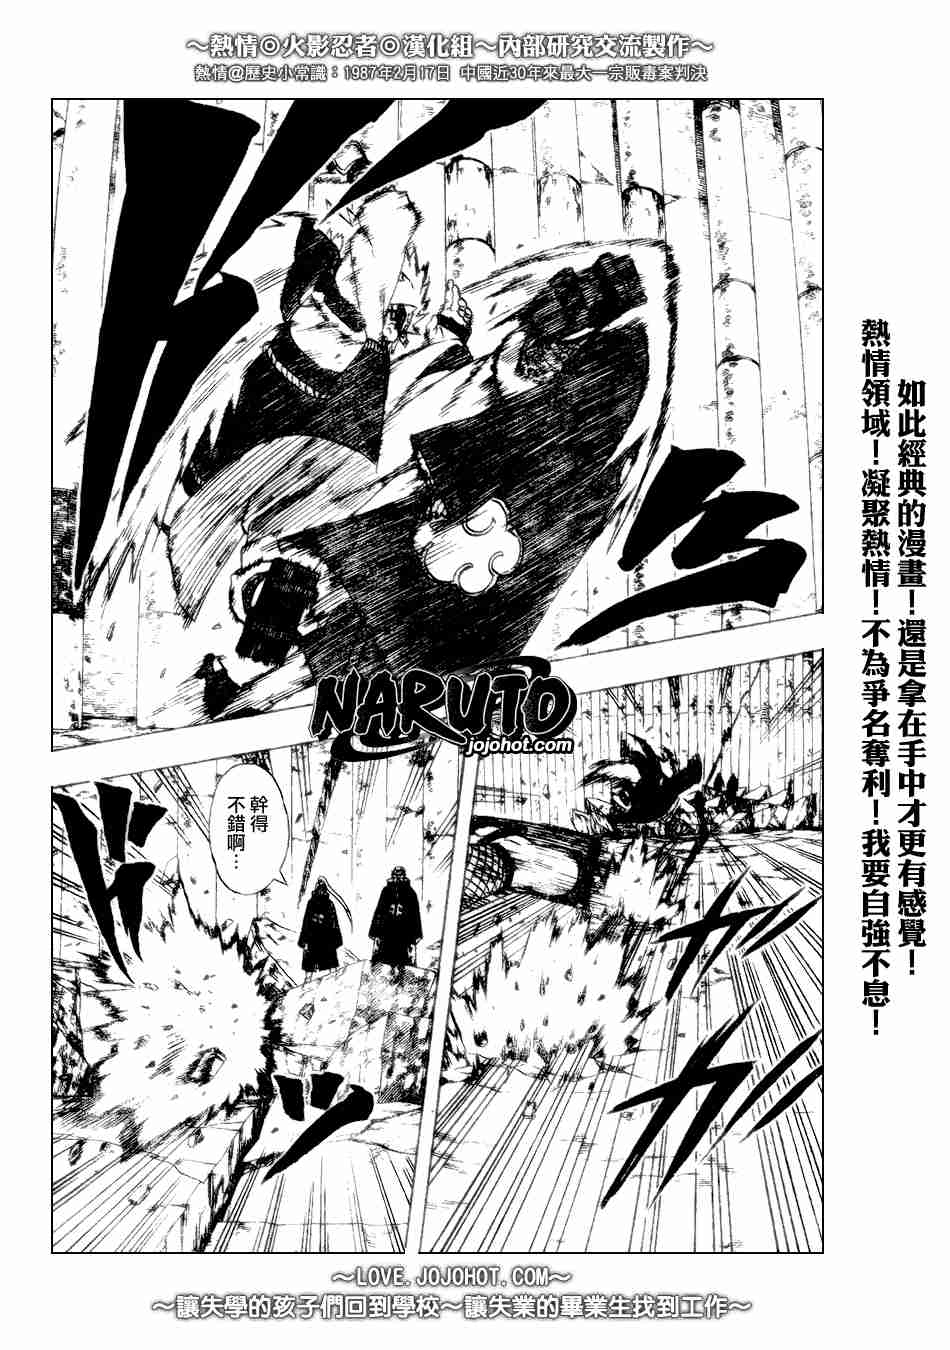 ～熱情◎火影忍者◎漢化組～內部研究交流製作～
熱情@歷史小常識：1987年2月17日 中國近30年來最大一宗販毒案判決
如此經典的漫畫！還是拿在手中才更有感覺！
熱情領域！凝聚熱情！不為爭名奪利！我要自強不息！
NARUTO
jojohot.com
ガガ
幹得
不錯啊…
ドッ
～LOVE.JOJOHOT.COM～
～讓失學的孩子們回到學校～讓失業的畢業生找到工作～